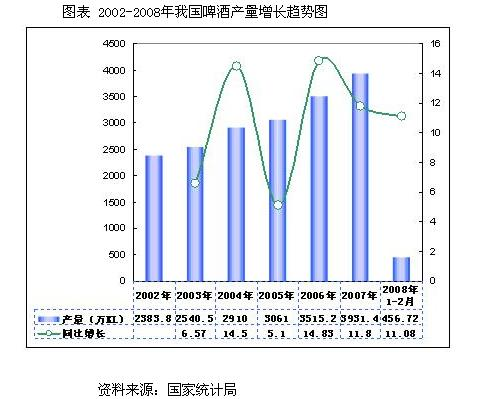 图表 2002-2008年我国啤酒产量增长趋势图
4500 16
4000 14
3500 12
3000 10
2500 8
2000 6
1500 4
1000 2
500
0 0
2002年 2003年 2004年 2005年 2006年 2007年 2008年
1-2月
产量（万KL） 2383.8 2540.5 2910 3061 3515.2 3931.4 456.72
同比增长 6.57 14.5 5.1 14.83 11.8 11.08
资料来源：国家统计局